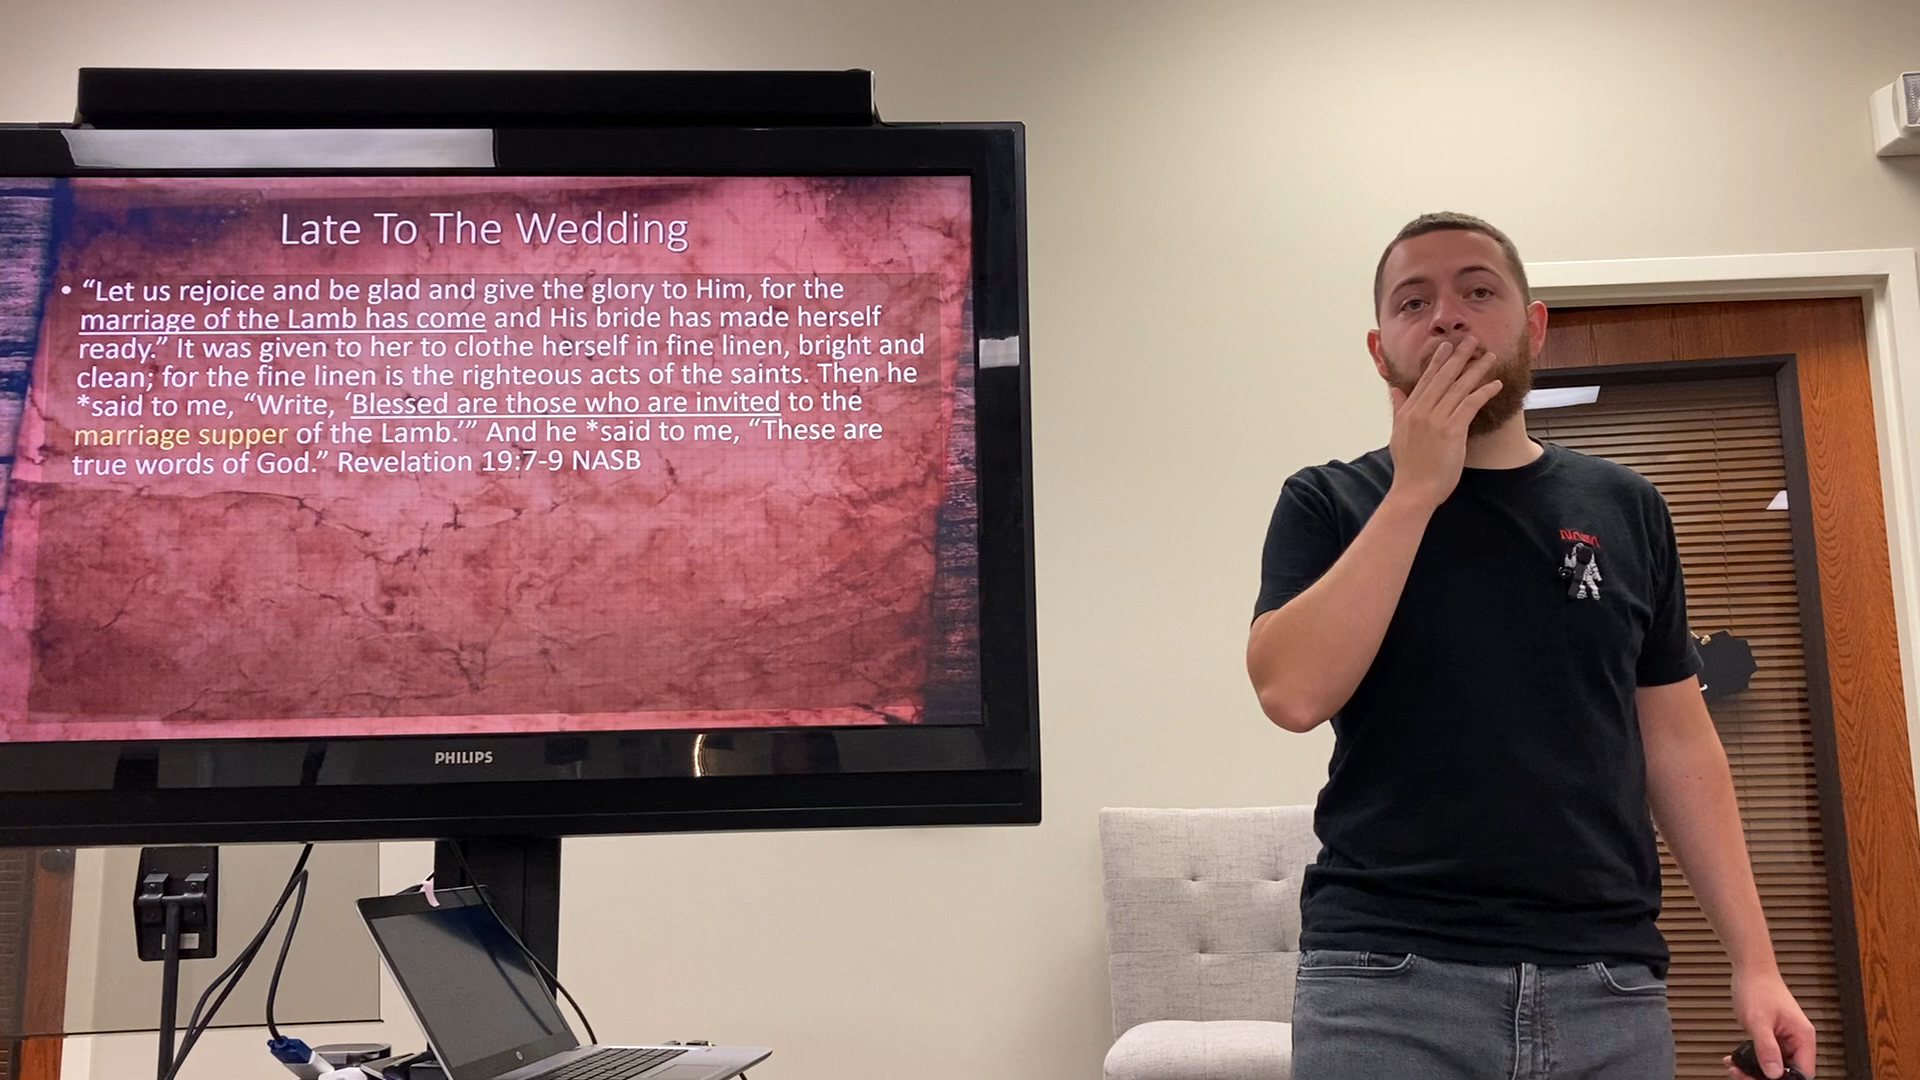 Late To The Wedding
• “Let us rejoice and be glad and give the glory to Him, for the
marriage of the Lamb has come and His bride has made herself
ready.” It was given to her to clothe herself in fine linen, bright and
clean; for the fine linen is the righteous acts of the saints. Then he
*said to me, “Write, ‘Blessed are those who are invited to the
marriage supper of the Lamb.’” And he *said to me, “These are
true words of God.” Revelation 19:7-9 NASB
PHILIPS
NASA